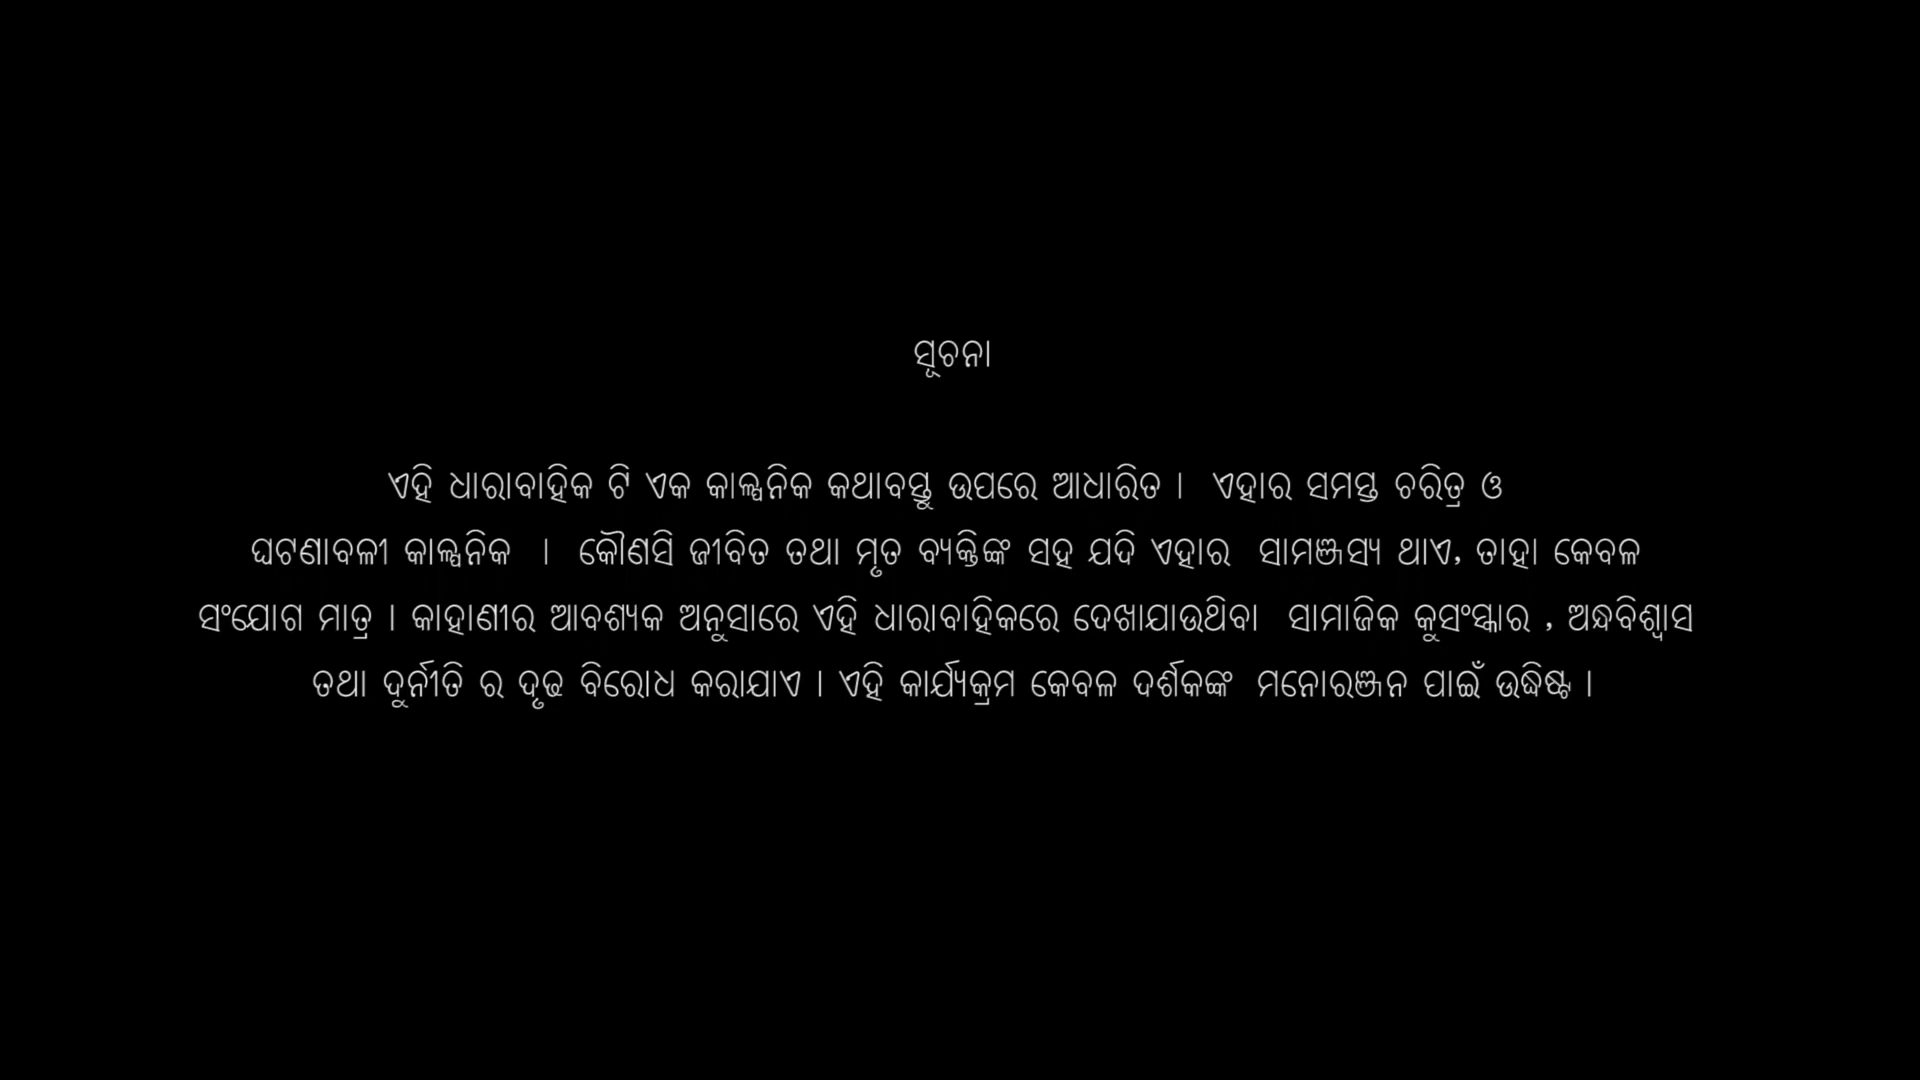 ସୂଚନା
ଏହି ଧାରାବାହିକ ଟି ଏକ କାଳ୍ପନିକ କଥାବସ୍ତୁ ଉପରେ ଆଧାରିତ । ଏହାର ସମସ୍ତ ଚରିତ୍ର ଓ
ଘଟଣାବଳୀ କାଳ୍ପନିକ । କୌଣସି ଜୀବିତ ତଥା ମୃତ ବ୍ୟକ୍ତିଙ୍କ ସହ ଯଦି ଏହାର ସାମଞ୍ଜସ୍ୟ ଥାଏ, ତାହା କେବଳ
ସଂଯୋଗ ମାତ୍ର । କାହାଣୀର ଆବଶ୍ୟକ ଅନୁସାରେ ଏହି ଧାରାବାହିକରେ ଦେଖାଯାଉଥିବା ସାମାଜିକ କୁସଂସ୍କାର , ଅନ୍ଧବିଶ୍ୱାସ
ତଥା ଦୁର୍ନୀତି ର ଦୃଢ ବିରୋଧ କରାଯାଏ । ଏହି କାର୍ଯ୍ୟକ୍ରମ କେବଳ ଦର୍ଶକଙ୍କ ମନୋରଞ୍ଜନ ପାଇଁ ଉଦ୍ଧିଷ୍ଟ ।